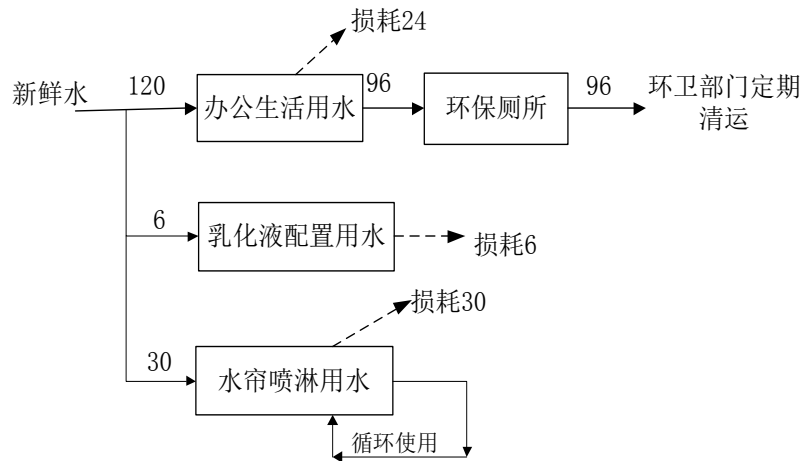 损耗24
新鲜水
120
办公生活用水
96
环保厕所
96
环卫部门定期
清运
6
乳化液配置用水
损耗6
损耗30
30
水帘喷淋用水
循环使用